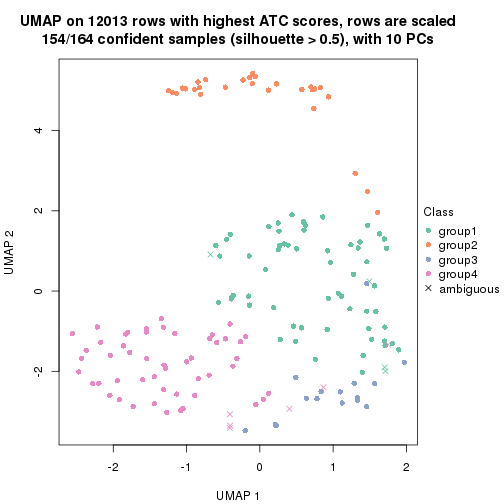 UMAP on 12013 rows with highest ATC scores, rows are scaled
154/164 confident samples (silhouette > 0.5), with 10 PCs
UMAP 2
4
2
0
-2
-2
-1
0
1
2
UMAP 1
Class
group1
group2
group3
group4
ambiguous